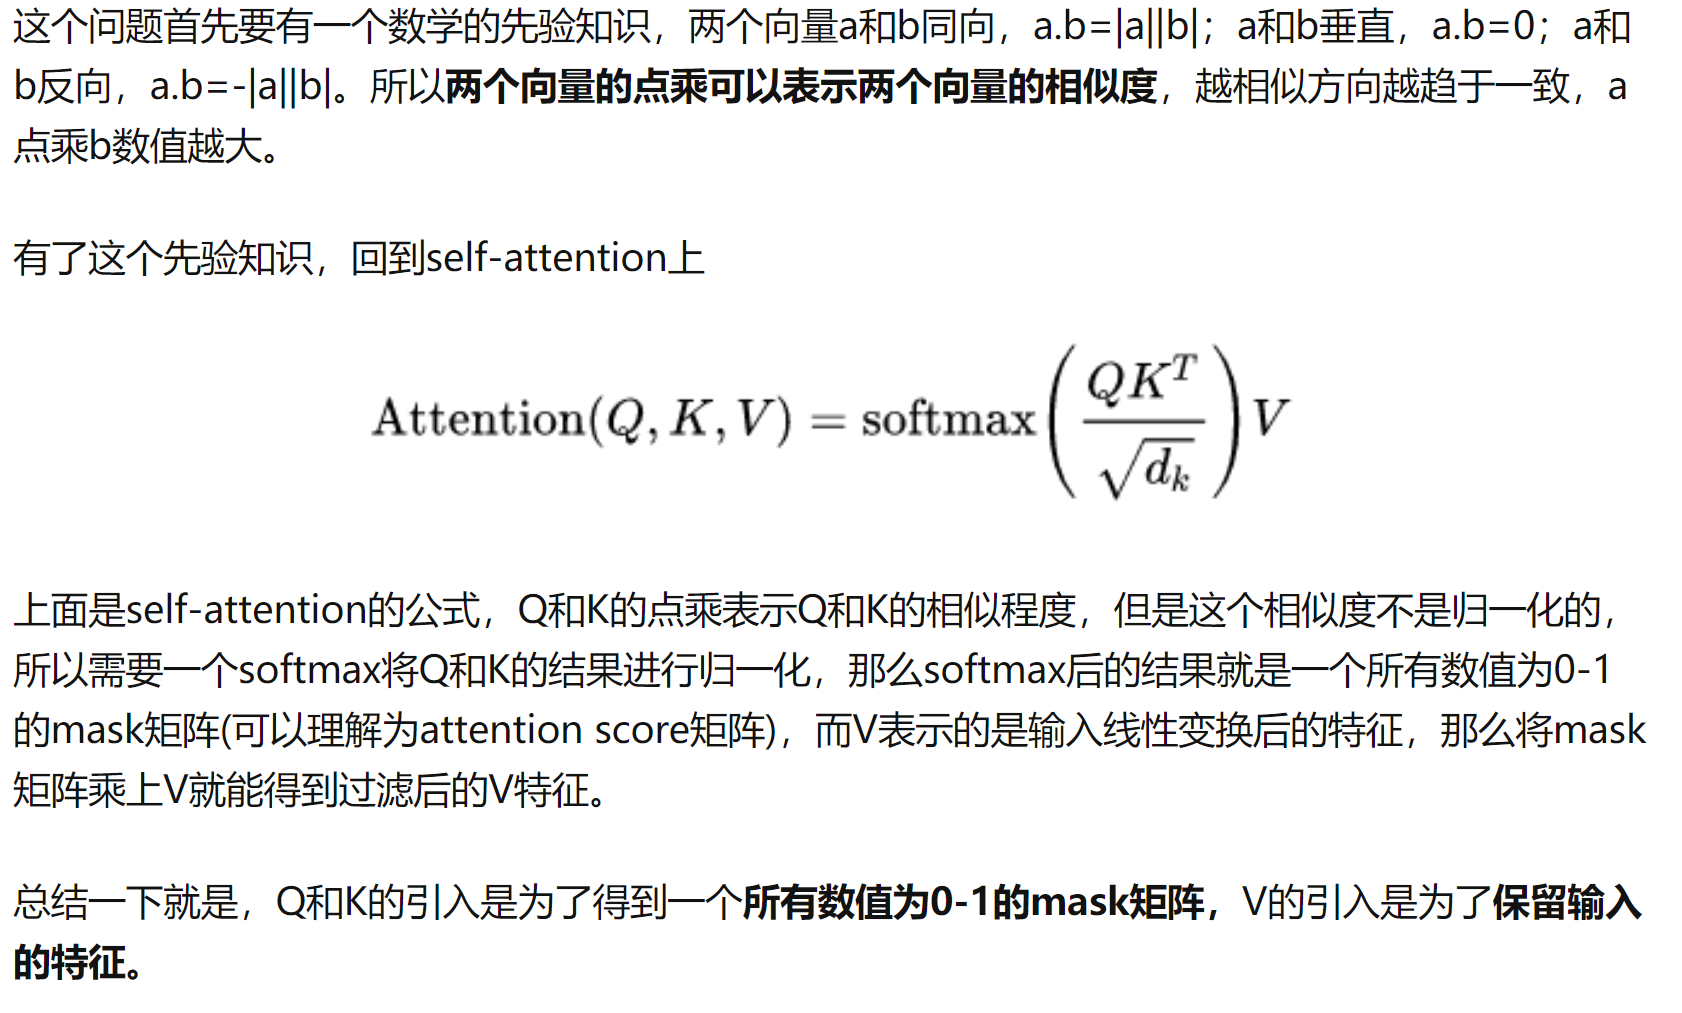 这个问题首先要有一个数学的先验知识，两个向量a和b同向，a.b=|a||b|；a和b垂直，a.b=0；a和
b反向，a.b=-|a||b|。所以两个向量的点乘可以表示两个向量的相似度，越相似方向越趋于一致，a
点乘b数值越大。
有了这个先验知识，回到self-attention上
Attention(Q, K, V) = softmax(QK^T / √d_k)V
上面是self-attention的公式，Q和K的点乘表示Q和K的相似程度，但是这个相似度不是归一化的，
所以需要一个softmax将Q和K的结果进行归一化，那么softmax后的结果就是一个所有数值为0-1
的mask矩阵(可以理解为attention score矩阵)，而V表示的是输入线性变换后的特征，那么将mask
矩阵乘上V就能得到过滤后的V特征。
总结一下就是，Q和K的引入是为了得到一个所有数值为0-1的mask矩阵，V的引入是为了保留输入
的特征。